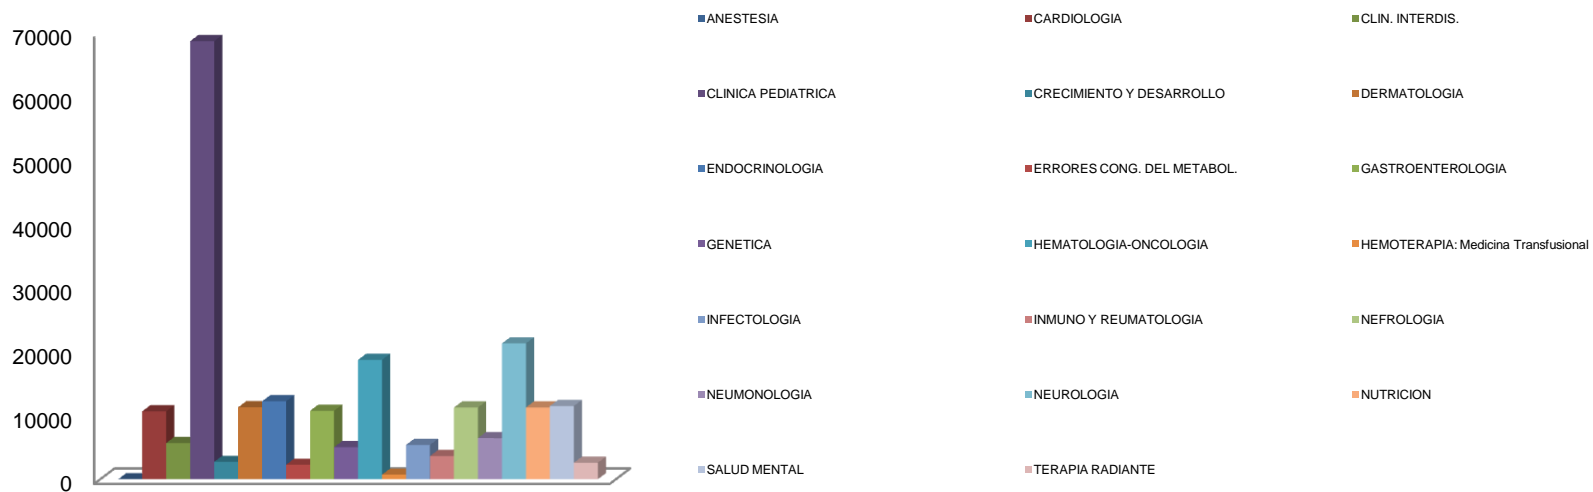 70000
60000
50000
40000
30000
20000
10000
0
ANESTESIA
CARDIOLOGIA
CLIN. INTERDIS.
CLINICA PEDIATRICA
CRECIMIENTO Y DESARROLLO
DERMATOLOGIA
ENDOCRINOLOGIA
ERRORES CONG. DEL METABOL.
GASTROENTEROLOGIA
GENETICA
HEMATOLOGIA-ONCOLOGIA
HEMOTERAPIA: Medicina Transfusional
INFECTOLOGIA
INMUNO Y REUMATOLOGIA
NEFROLOGIA
NEUMONOLOGIA
NEUROLOGIA
NUTRICION
SALUD MENTAL
TERAPIA RADIANTE